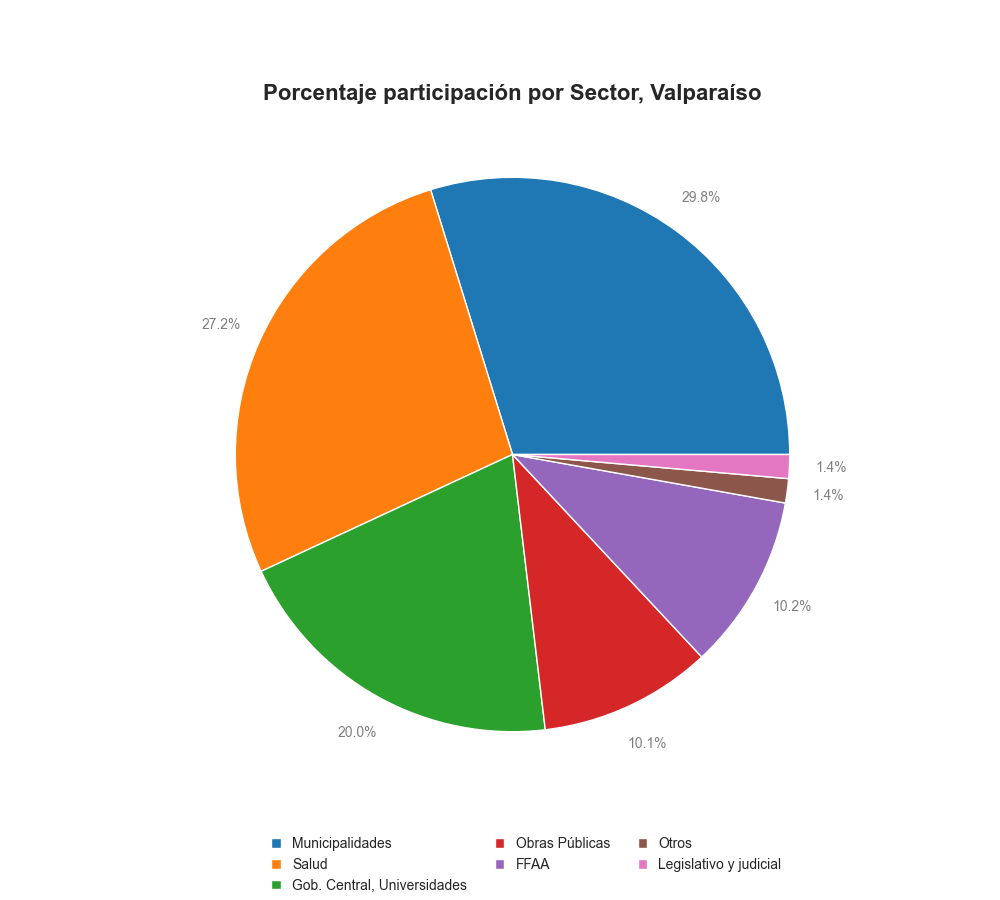 Porcentaje participación por Sector, Valparaíso
29.8%
27.2%
1.4%
1.4%
10.2%
20.0%
10.1%
Municipalidades
Salud
Gob. Central, Universidades
Obras Públicas
FFAA
Otros
Legislativo y judicial